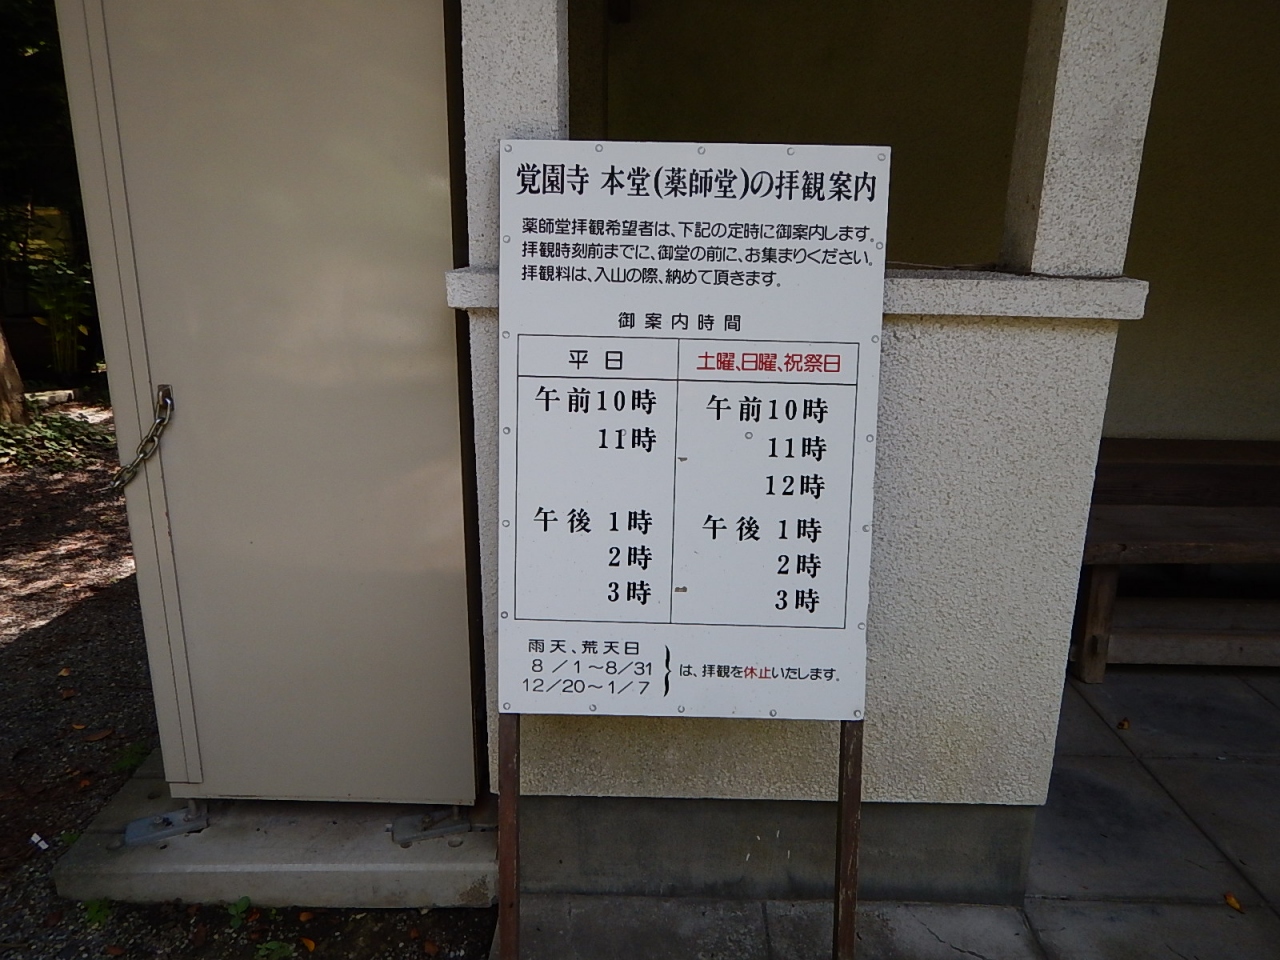 覚園寺 本堂(薬師堂)の拝観案内
薬師堂拝観希望者は、下記の定時に御案内します。
拝観時刻前までに、御堂の前に、お集まりください。
拝観料は、入山の際、納めて頂きます。
御案内時間
平日 土曜、日曜、祝祭日
午前10時 午前10時
11時 11時
12時
午後 1時 午後 1時
2時 2時
3時 3時
雨天、荒天日
8/1~8/31 } は、拝観を休止いたします。
12/20~1/7